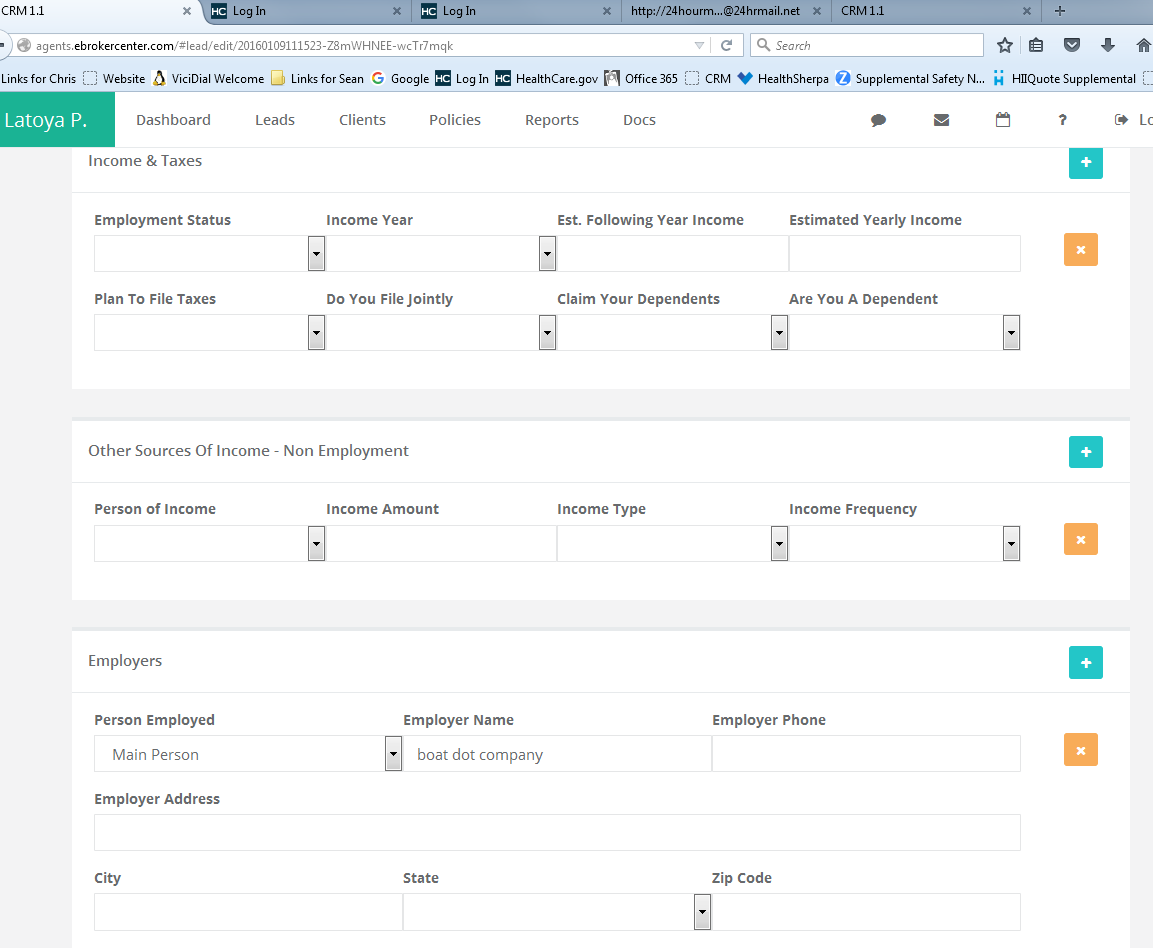 CRM 1.1 HC Log In HC Log In http://24hourm...@24hrmail.net CRM 1.1
agents.ebrokercenter.com/#lead/edit/20160109111523-Z8mWHNEE-wcTr7mqk Search
Links for Chris Website ViciDial Welcome Links for Sean Google HC Log In HC HealthCare.gov Office 365 CRM HealthSherpa Supplemental Safety N... HIIQuote Supplemental
Latoya P. Dashboard Leads Clients Policies Reports Docs ? Lo
Income & Taxes
Employment Status Income Year Est. Following Year Income Estimated Yearly Income
Plan To File Taxes Do You File Jointly Claim Your Dependents Are You A Dependent
Other Sources Of Income - Non Employment
Person of Income Income Amount Income Type Income Frequency
Employers
Person Employed Employer Name Employer Phone
Main Person boat dot company
Employer Address
City State Zip Code